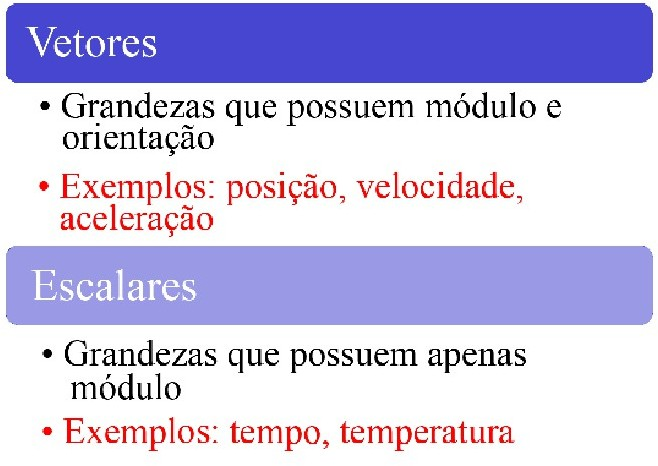 Vetores
• Grandezas que possuem módulo e
orientação
• Exemplos: posição, velocidade,
aceleração
Escalares
• Grandezas que possuem apenas
módulo
• Exemplos: tempo, temperatura